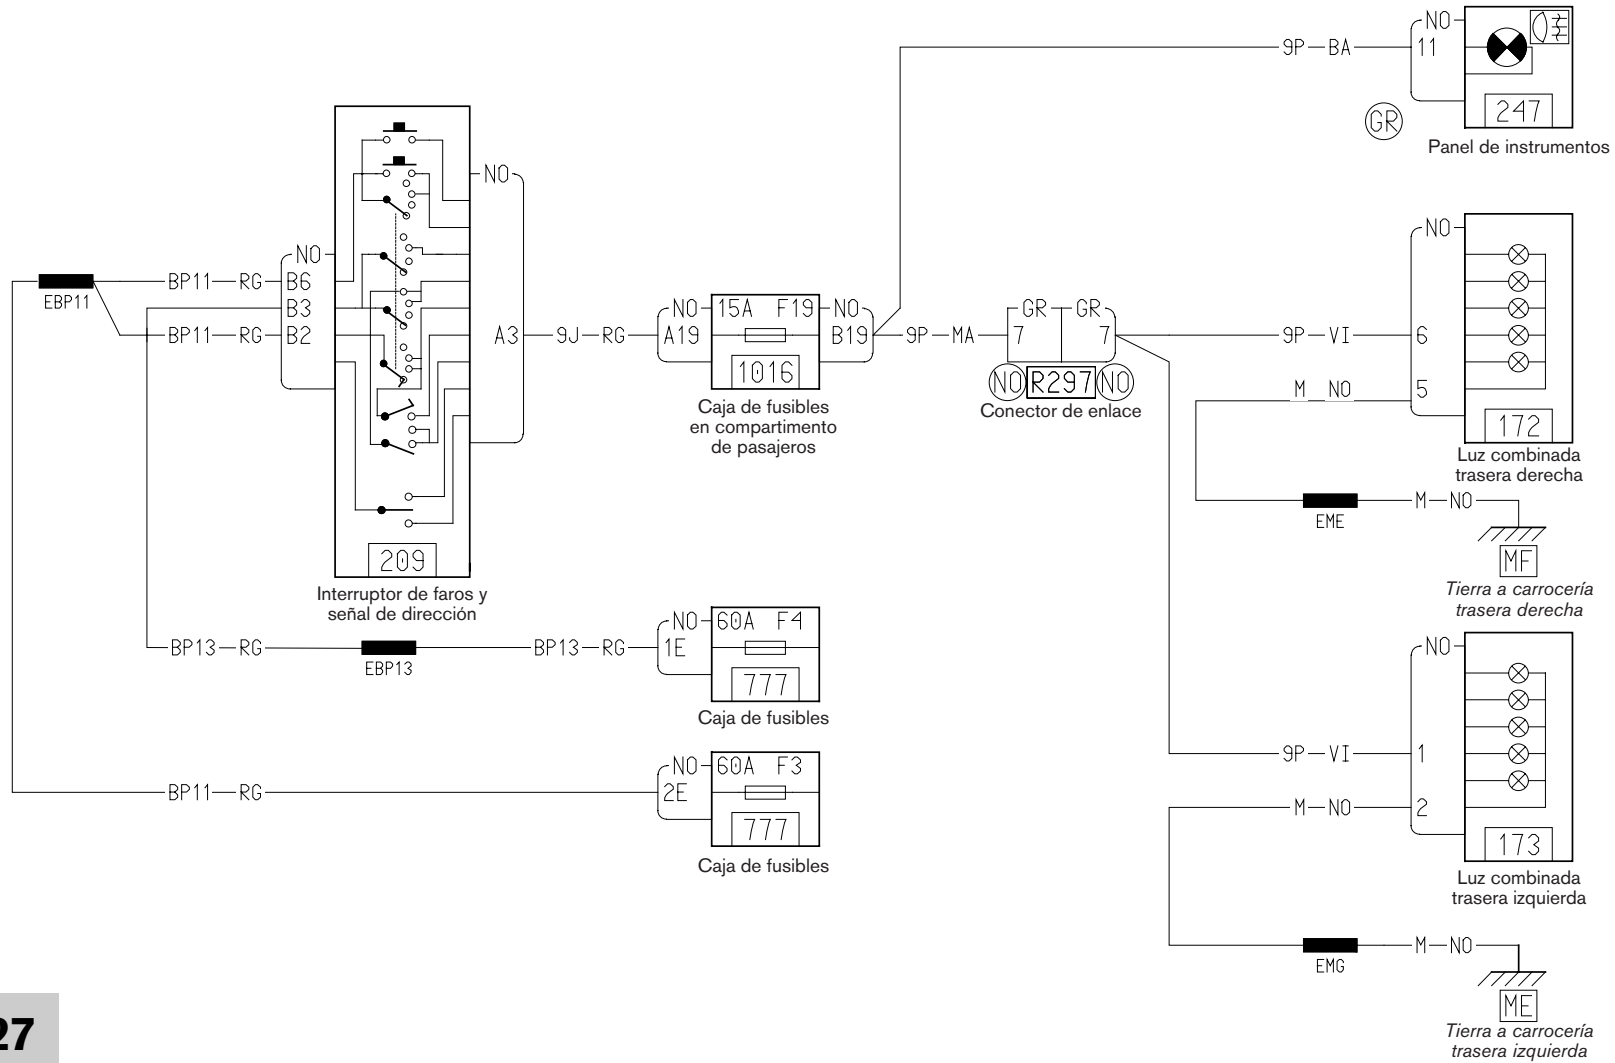 NO
9P BA 11
247
GR
Panel de instrumentos
NO
NO
BP11 RG B6
EBP11
B3
BP11 RG B2
A3 9J RG
NO 15A F19 NO
A19 B19
1016
Caja de fusibles
en compartimento
de pasajeros
9P MA
GR GR
7 7
NO R297 NO
Conector de enlace
NO
9P VI 6
M NO 5
172
Luz combinada
trasera derecha
EME
M NO
MF
Tierra a carrocería
trasera derecha
209
Interruptor de faros y
señal de dirección
BP13 RG
EBP13
BP13 RG
NO 60A F4
1E
777
Caja de fusibles
BP11 RG
NO 60A F3
2E
777
Caja de fusibles
NO
9P VI 1
M NO 2
173
Luz combinada
trasera izquierda
EMG
M NO
ME
Tierra a carrocería
trasera izquierda
27